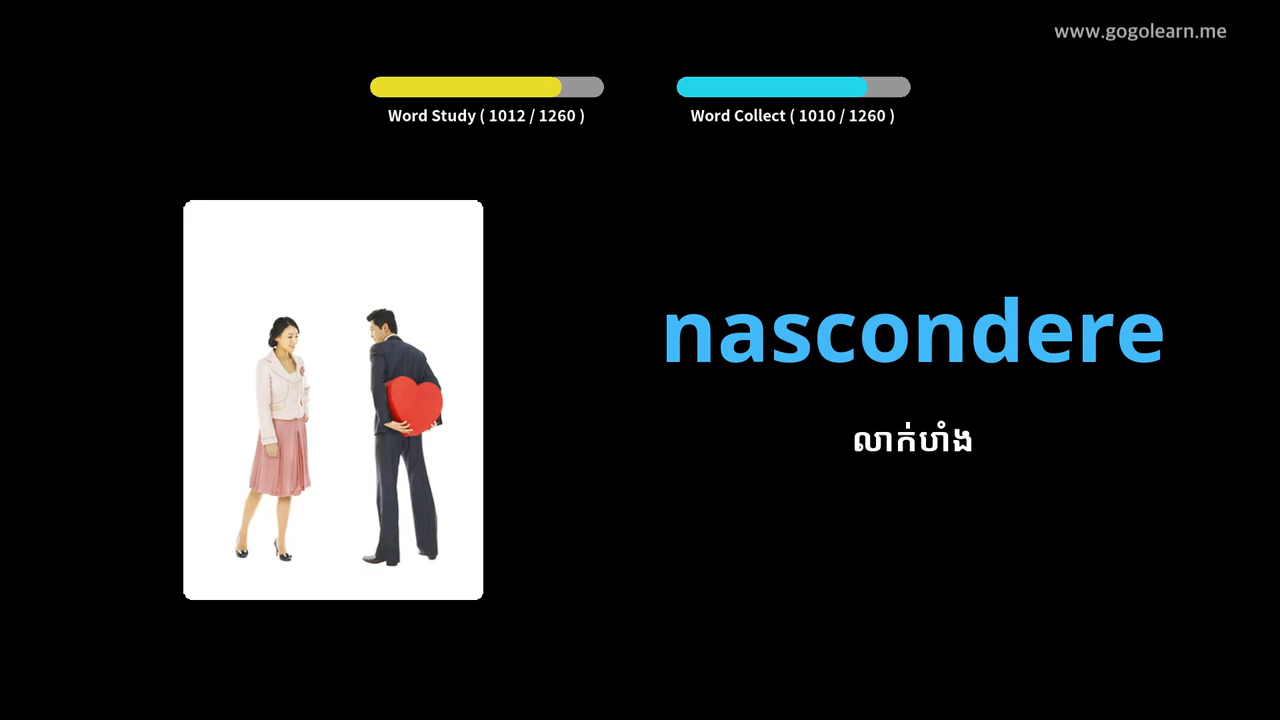 www.gogolearn.me
Word Study ( 1012 / 1260 )
Word Collect ( 1010 / 1260 )
nascondere
លាក់បាំង